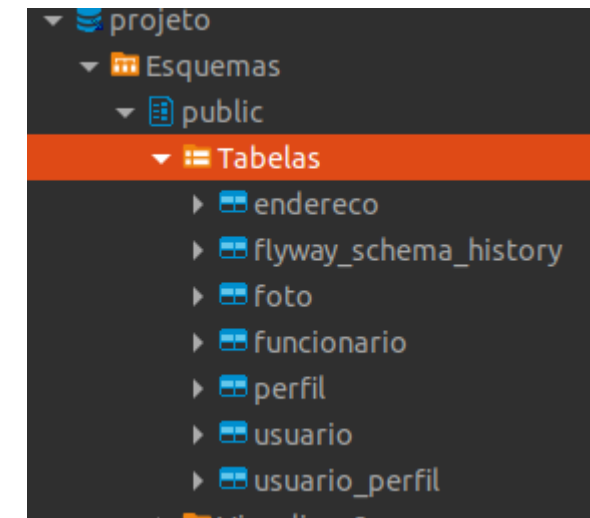 projeto
Esquemas
public
Tabelas
endereco
flyway_schema_history
foto
funcionario
perfil
usuario
usuario_perfil